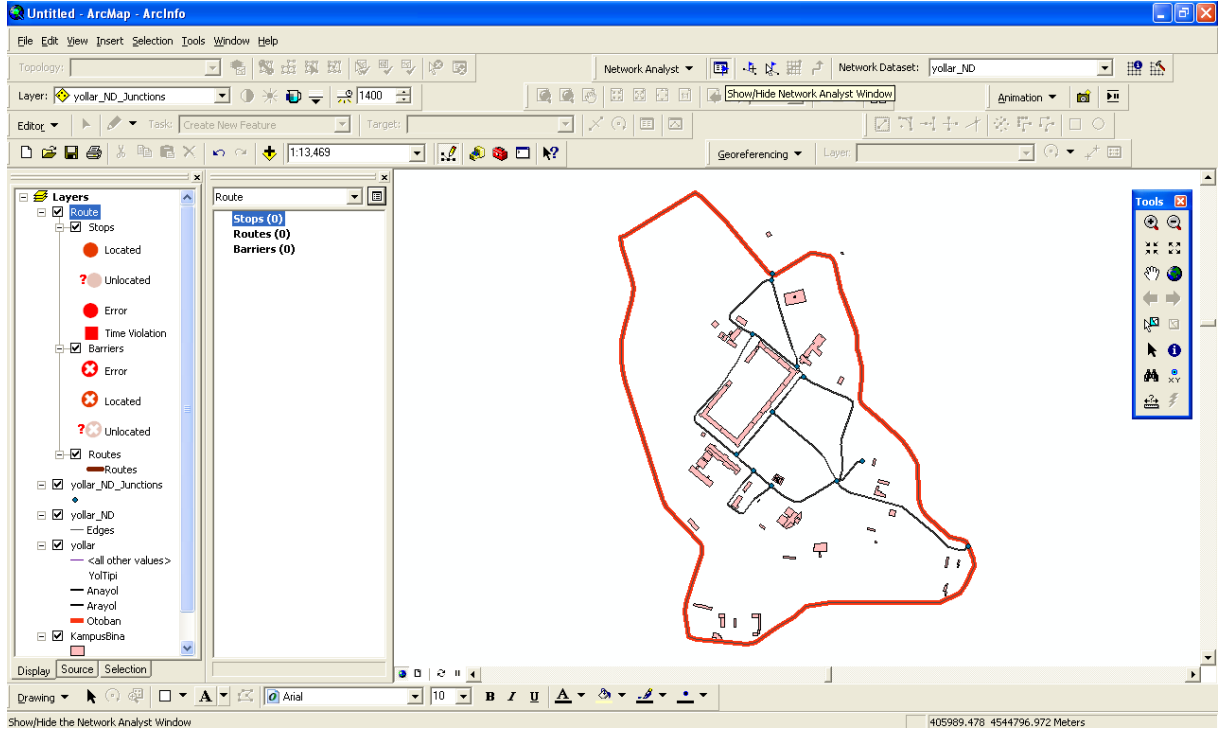 Untitled - ArcMap - ArcInfo
File Edit View Insert Selection Tools Window Help
Topology:
Network Analyst
Network Dataset: yollar_ND
Layer: yollar_ND_Junctions
1400
Show/Hide Network Analyst Window
Animation
Editor
Task: Create New Feature
Target:
1:13,469
Georeferencing
Layer:
Layers
Route
Stops
Located
? Unlocated
Error
Time Violation
Barriers
Error
Located
? Unlocated
Routes
Routes
yollar_ND_Junctions
yollar_ND
Edges
yollar
<all other values>
YolTipi
Anayol
Arayol
Otoban
KampusBina
Display Source Selection
Route
Stops (0)
Routes (0)
Barriers (0)
Tools
XY
Drawing
A
Arial
10
B I U A
Show/Hide the Network Analyst Window
405989.478 4544796.972 Meters